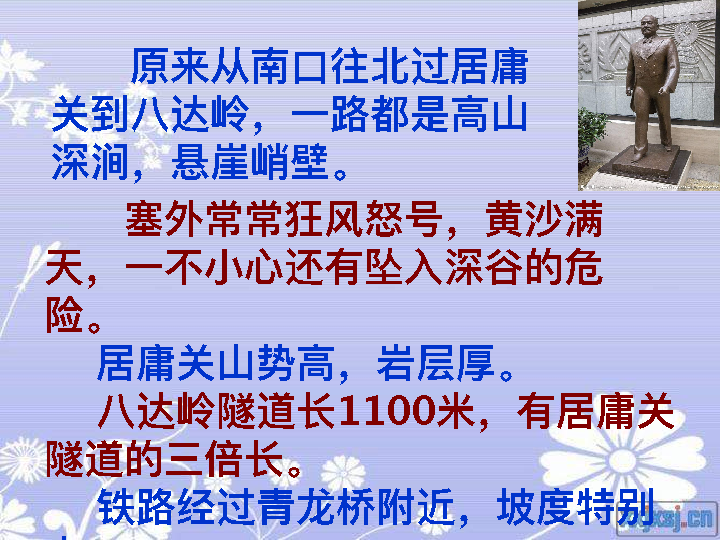 原来从南口往北过居庸
关到八达岭，一路都是高山
深涧，悬崖峭壁。
塞外常常狂风怒号，黄沙满
天，一不小心还有坠入深谷的危
险。
居庸关山势高，岩层厚。
八达岭隧道长1100米，有居庸关
隧道的三倍长。
铁路经过青龙桥附近，坡度特别